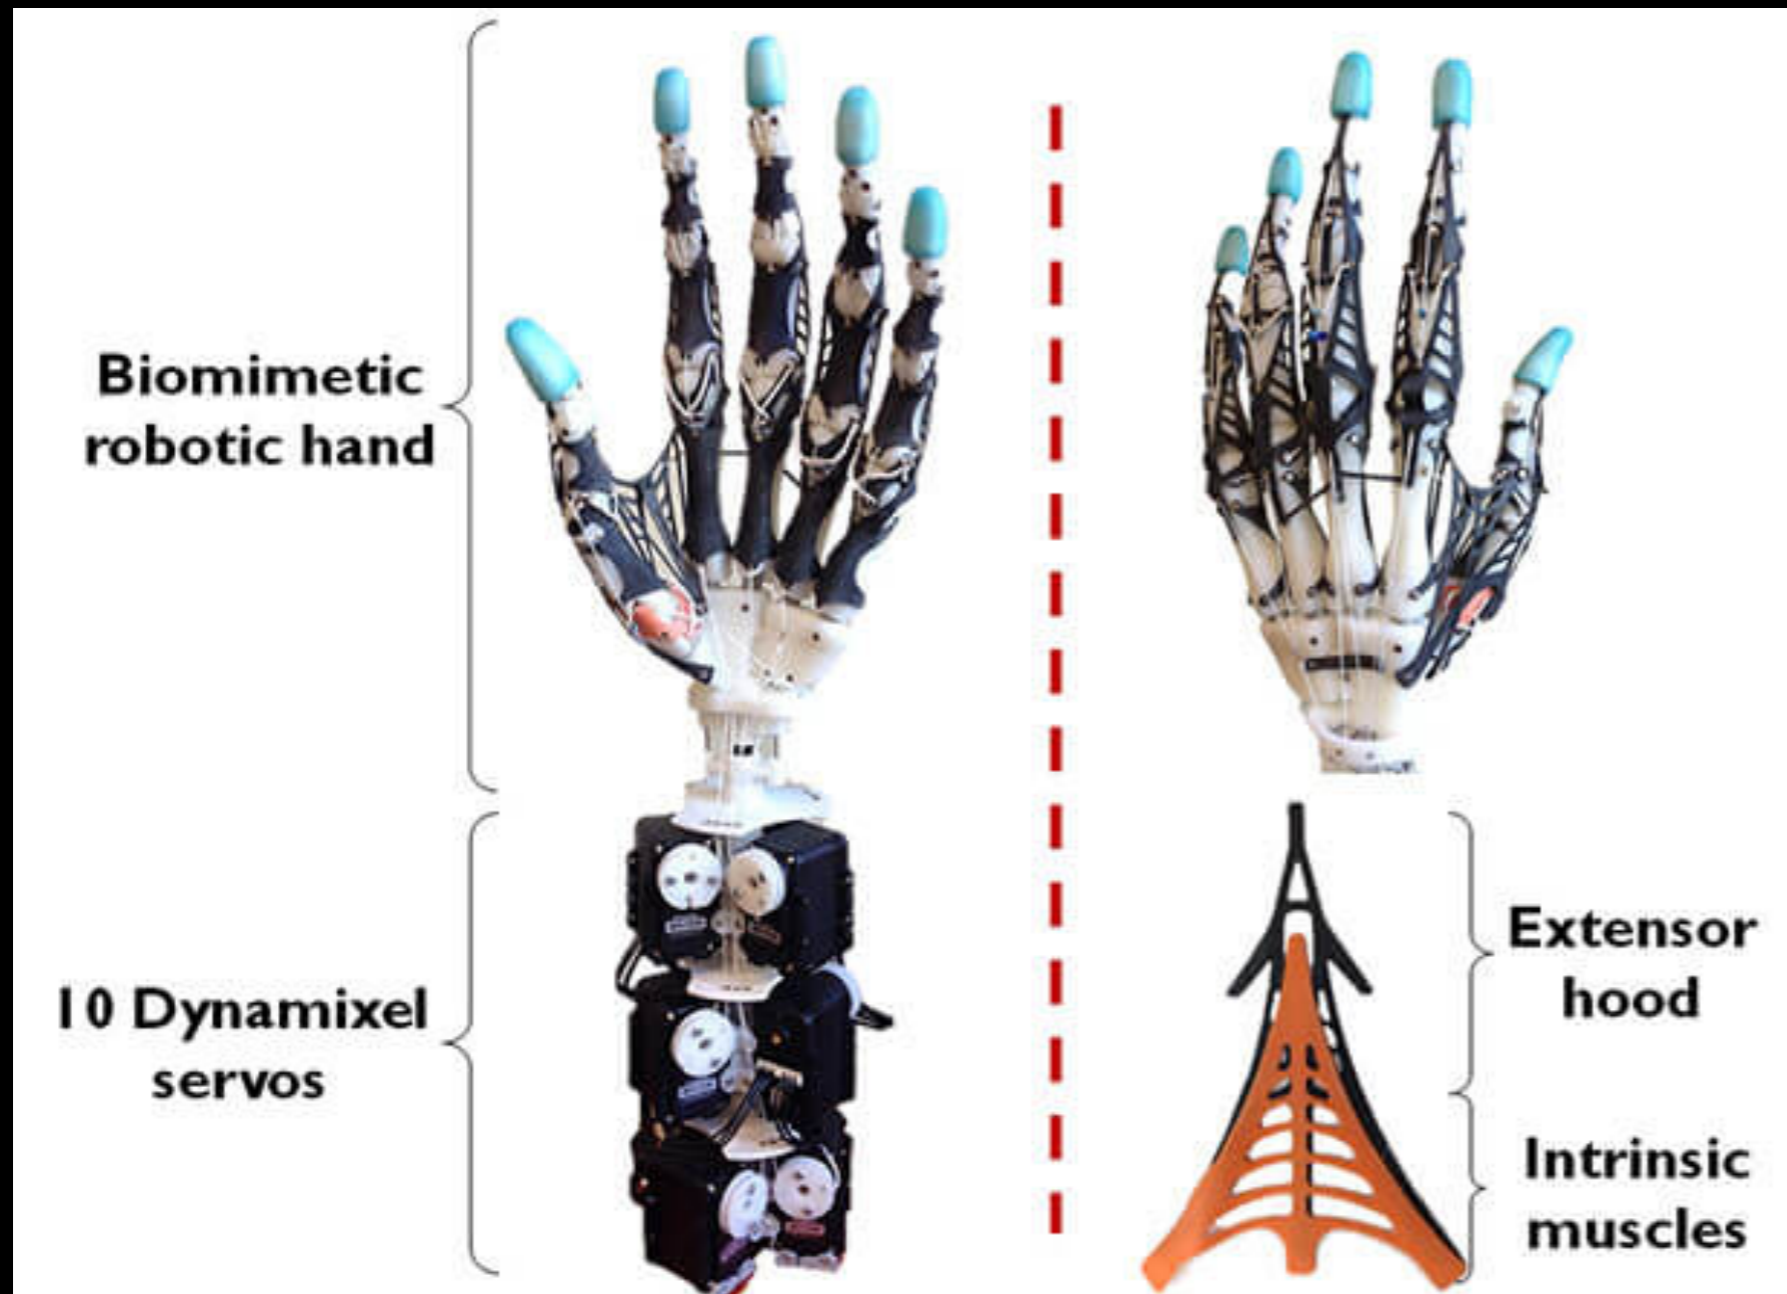 Biomimetic
robotic hand
10 Dynamixel
servos
Extensor
hood
Intrinsic
muscles